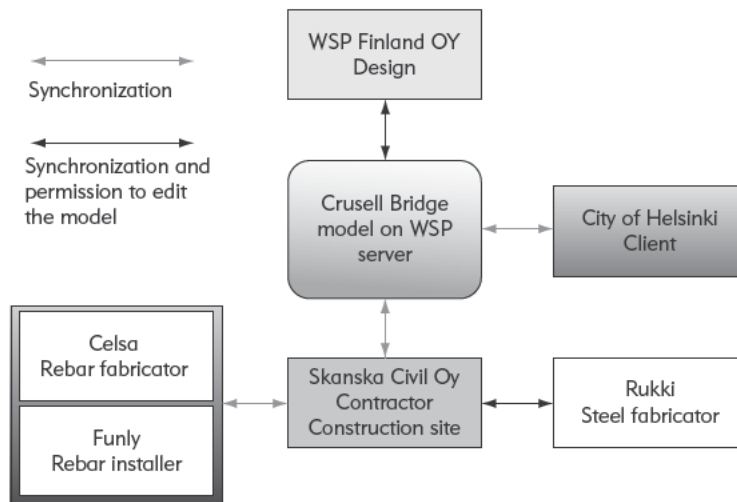 WSP Finland OY
Design
Synchronization
Synchronization and
permission to edit
the model
Crusell Bridge
model on WSP
server
City of Helsinki
Client
Celsa
Rebar fabricator
Funly
Rebar installer
Skanska Civil Oy
Contractor
Construction site
Rukki
Steel fabricator